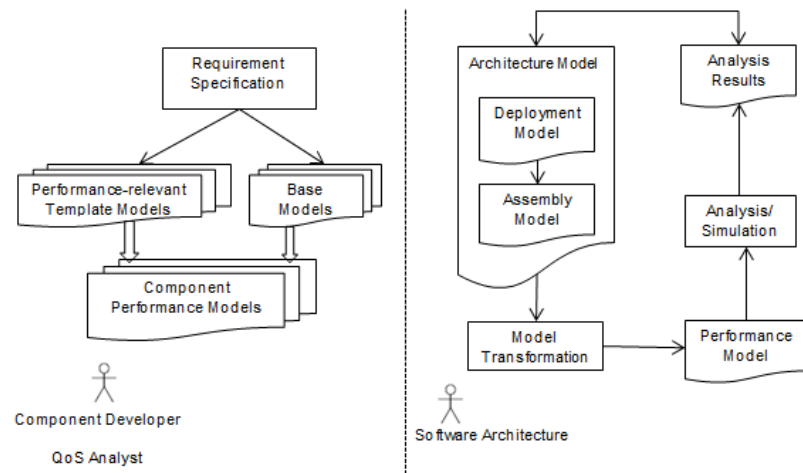 Requirement
Specification
Performance-relevant
Template Models
Base
Models
Component
Performance Models
Component Developer
QoS Analyst
Architecture Model
Deployment
Model
Assembly
Model
Model
Transformation
Performance
Model
Analysis/
Simulation
Analysis
Results
Software Architecture